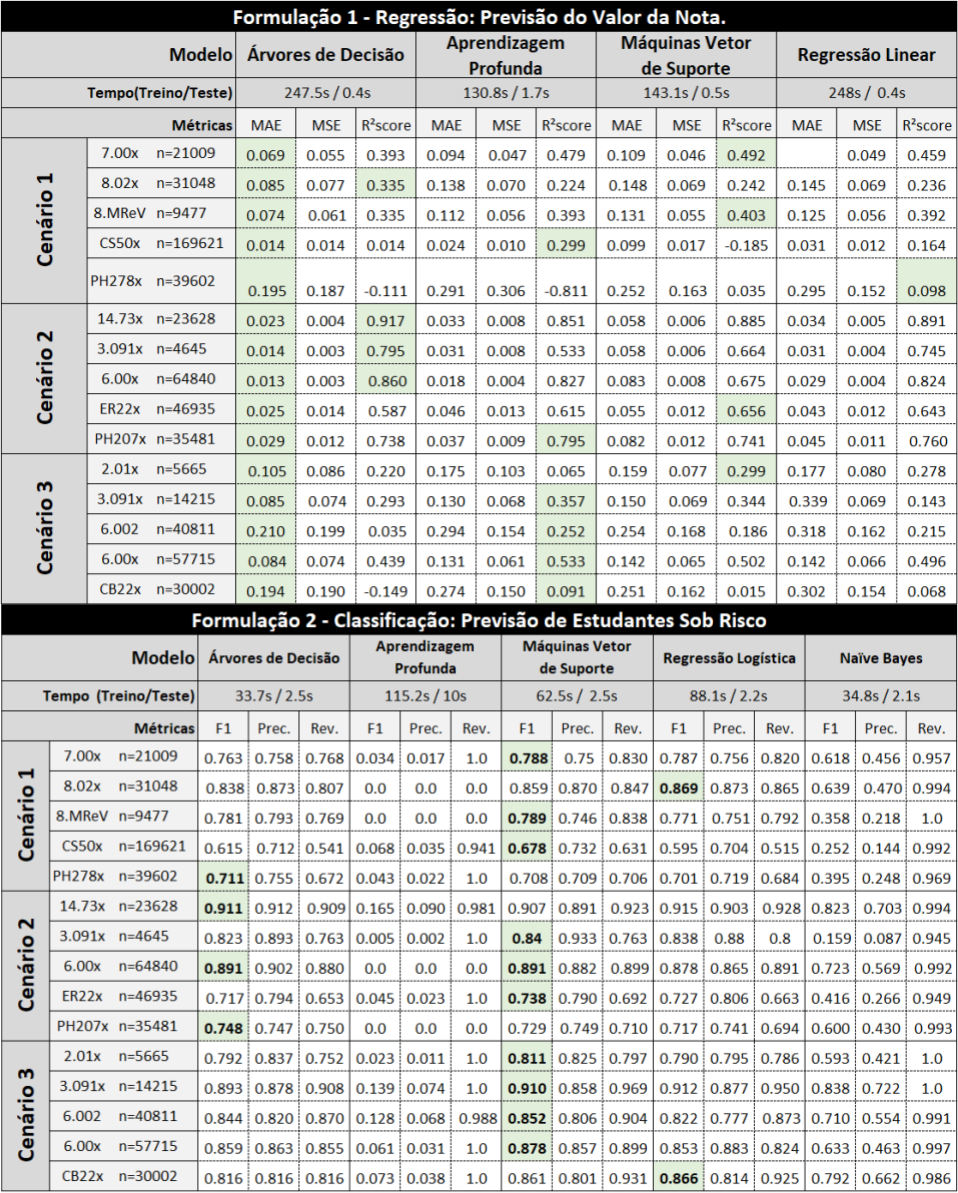 Formulação 1 - Regressão: Previsão do Valor da Nota.
Modelo Árvores de Decisão Aprendizagem Profunda Máquinas Vetor de Suporte Regressão Linear
Tempo(Treino/Teste) 247.5s / 0.4s 130.8s / 1.7s 143.1s / 0.5s 248s / 0.4s
Métricas MAE MSE R²score MAE MSE R²score MAE MSE R²score MAE MSE R²score
Cenário 1
7.00x n=21009 0.069 0.055 0.393 0.094 0.047 0.479 0.109 0.046 0.492 0.049 0.459
8.02x n=31048 0.085 0.077 0.335 0.138 0.070 0.224 0.148 0.069 0.242 0.145 0.069 0.236
8.MReV n=9477 0.074 0.061 0.335 0.112 0.056 0.393 0.131 0.055 0.403 0.125 0.056 0.392
CS50x n=169621 0.014 0.014 0.014 0.024 0.010 0.299 0.099 0.017 -0.185 0.031 0.012 0.164
PH278x n=39602 0.195 0.187 -0.111 0.291 0.306 -0.811 0.252 0.163 0.035 0.295 0.152 0.098
Cenário 2
14.73x n=23628 0.023 0.004 0.917 0.033 0.008 0.851 0.058 0.006 0.885 0.034 0.005 0.891
3.091x n=4645 0.014 0.003 0.795 0.031 0.008 0.533 0.058 0.006 0.664 0.031 0.004 0.745
6.00x n=64840 0.013 0.003 0.860 0.018 0.004 0.827 0.083 0.008 0.675 0.029 0.004 0.824
ER22x n=46935 0.025 0.014 0.587 0.046 0.013 0.615 0.055 0.012 0.656 0.043 0.012 0.643
PH207x n=35481 0.029 0.012 0.738 0.037 0.009 0.795 0.082 0.012 0.741 0.045 0.011 0.760
Cenário 3
2.01x n=5665 0.105 0.086 0.220 0.175 0.103 0.065 0.159 0.077 0.299 0.177 0.080 0.278
3.091x n=14215 0.085 0.074 0.293 0.130 0.068 0.357 0.150 0.069 0.344 0.339 0.069 0.143
6.002 n=40811 0.210 0.199 0.035 0.294 0.154 0.252 0.254 0.168 0.186 0.318 0.162 0.215
6.00x n=57715 0.084 0.074 0.439 0.131 0.061 0.533 0.142 0.065 0.502 0.142 0.066 0.496
CB22x n=30002 0.194 0.190 -0.149 0.274 0.150 0.091 0.251 0.162 0.015 0.302 0.154 0.068
Formulação 2 - Classificação: Previsão de Estudantes Sob Risco
Modelo Árvores de Decisão Aprendizagem Profunda Máquinas Vetor de Suporte Regressão Logística Naïve Bayes
Tempo (Treino/Teste) 33.7s / 2.5s 115.2s / 10s 62.5s / 2.5s 88.1s / 2.2s 34.8s / 2.1s
Métricas F1 Prec. Rev. F1 Prec. Rev. F1 Prec. Rev. F1 Prec. Rev. F1 Prec. Rev.
Cenário 1
7.00x n=21009 0.763 0.758 0.768 0.034 0.017 1.0 0.788 0.75 0.830 0.787 0.756 0.820 0.618 0.456 0.957
8.02x n=31048 0.838 0.873 0.807 0.0 0.0 0.0 0.859 0.870 0.847 0.869 0.873 0.865 0.639 0.470 0.994
8.MReV n=9477 0.781 0.793 0.769 0.0 0.0 0.0 0.789 0.746 0.838 0.771 0.751 0.792 0.358 0.218 1.0
CS50x n=169621 0.615 0.712 0.541 0.068 0.035 0.941 0.678 0.732 0.631 0.595 0.704 0.515 0.252 0.144 0.992
PH278x n=39602 0.711 0.755 0.672 0.043 0.022 1.0 0.708 0.709 0.706 0.701 0.719 0.684 0.395 0.248 0.969
Cenário 2
14.73x n=23628 0.911 0.912 0.909 0.165 0.090 0.981 0.907 0.891 0.923 0.915 0.903 0.928 0.823 0.703 0.994
3.091x n=4645 0.823 0.893 0.763 0.005 0.002 1.0 0.84 0.933 0.763 0.838 0.88 0.8 0.159 0.087 0.945
6.00x n=64840 0.891 0.902 0.880 0.0 0.0 0.0 0.891 0.882 0.899 0.878 0.865 0.891 0.723 0.569 0.992
ER22x n=46935 0.717 0.794 0.653 0.045 0.023 1.0 0.738 0.790 0.692 0.727 0.806 0.663 0.416 0.266 0.949
PH207x n=35481 0.748 0.747 0.750 0.0 0.0 0.0 0.729 0.749 0.710 0.717 0.741 0.694 0.600 0.430 0.993
Cenário 3
2.01x n=5665 0.792 0.837 0.752 0.023 0.011 1.0 0.811 0.825 0.797 0.790 0.795 0.786 0.593 0.421 1.0
3.091x n=14215 0.893 0.878 0.908 0.139 0.074 1.0 0.910 0.858 0.969 0.912 0.877 0.950 0.838 0.722 1.0
6.002 n=40811 0.844 0.820 0.870 0.128 0.068 0.988 0.852 0.806 0.904 0.822 0.777 0.873 0.710 0.554 0.991
6.00x n=57715 0.859 0.863 0.855 0.061 0.031 1.0 0.878 0.857 0.899 0.853 0.883 0.824 0.633 0.463 0.997
CB22x n=30002 0.816 0.816 0.816 0.073 0.038 1.0 0.861 0.801 0.931 0.866 0.814 0.925 0.792 0.662 0.986